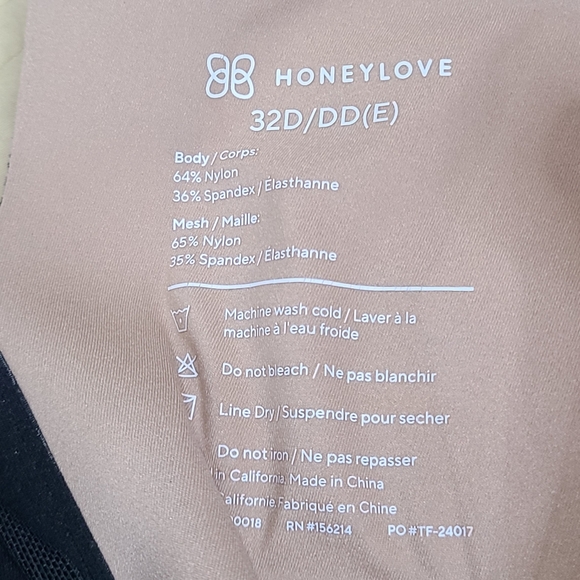 HONEYLOVE
32D/DD(E)
Body / Corps:
64% Nylon
36% Spandex / Élasthanne
Mesh / Maille:
65% Nylon
35% Spandex / Élasthanne
Machine wash cold / Laver à la
machine à l'eau froide
Do not bleach / Ne pas blanchir
Line Dry / Suspendre pour secher
Do not iron / Ne pas repasser
in California, Made in China
Fabriqué en Chine
RN #156214 PO #TF-24017